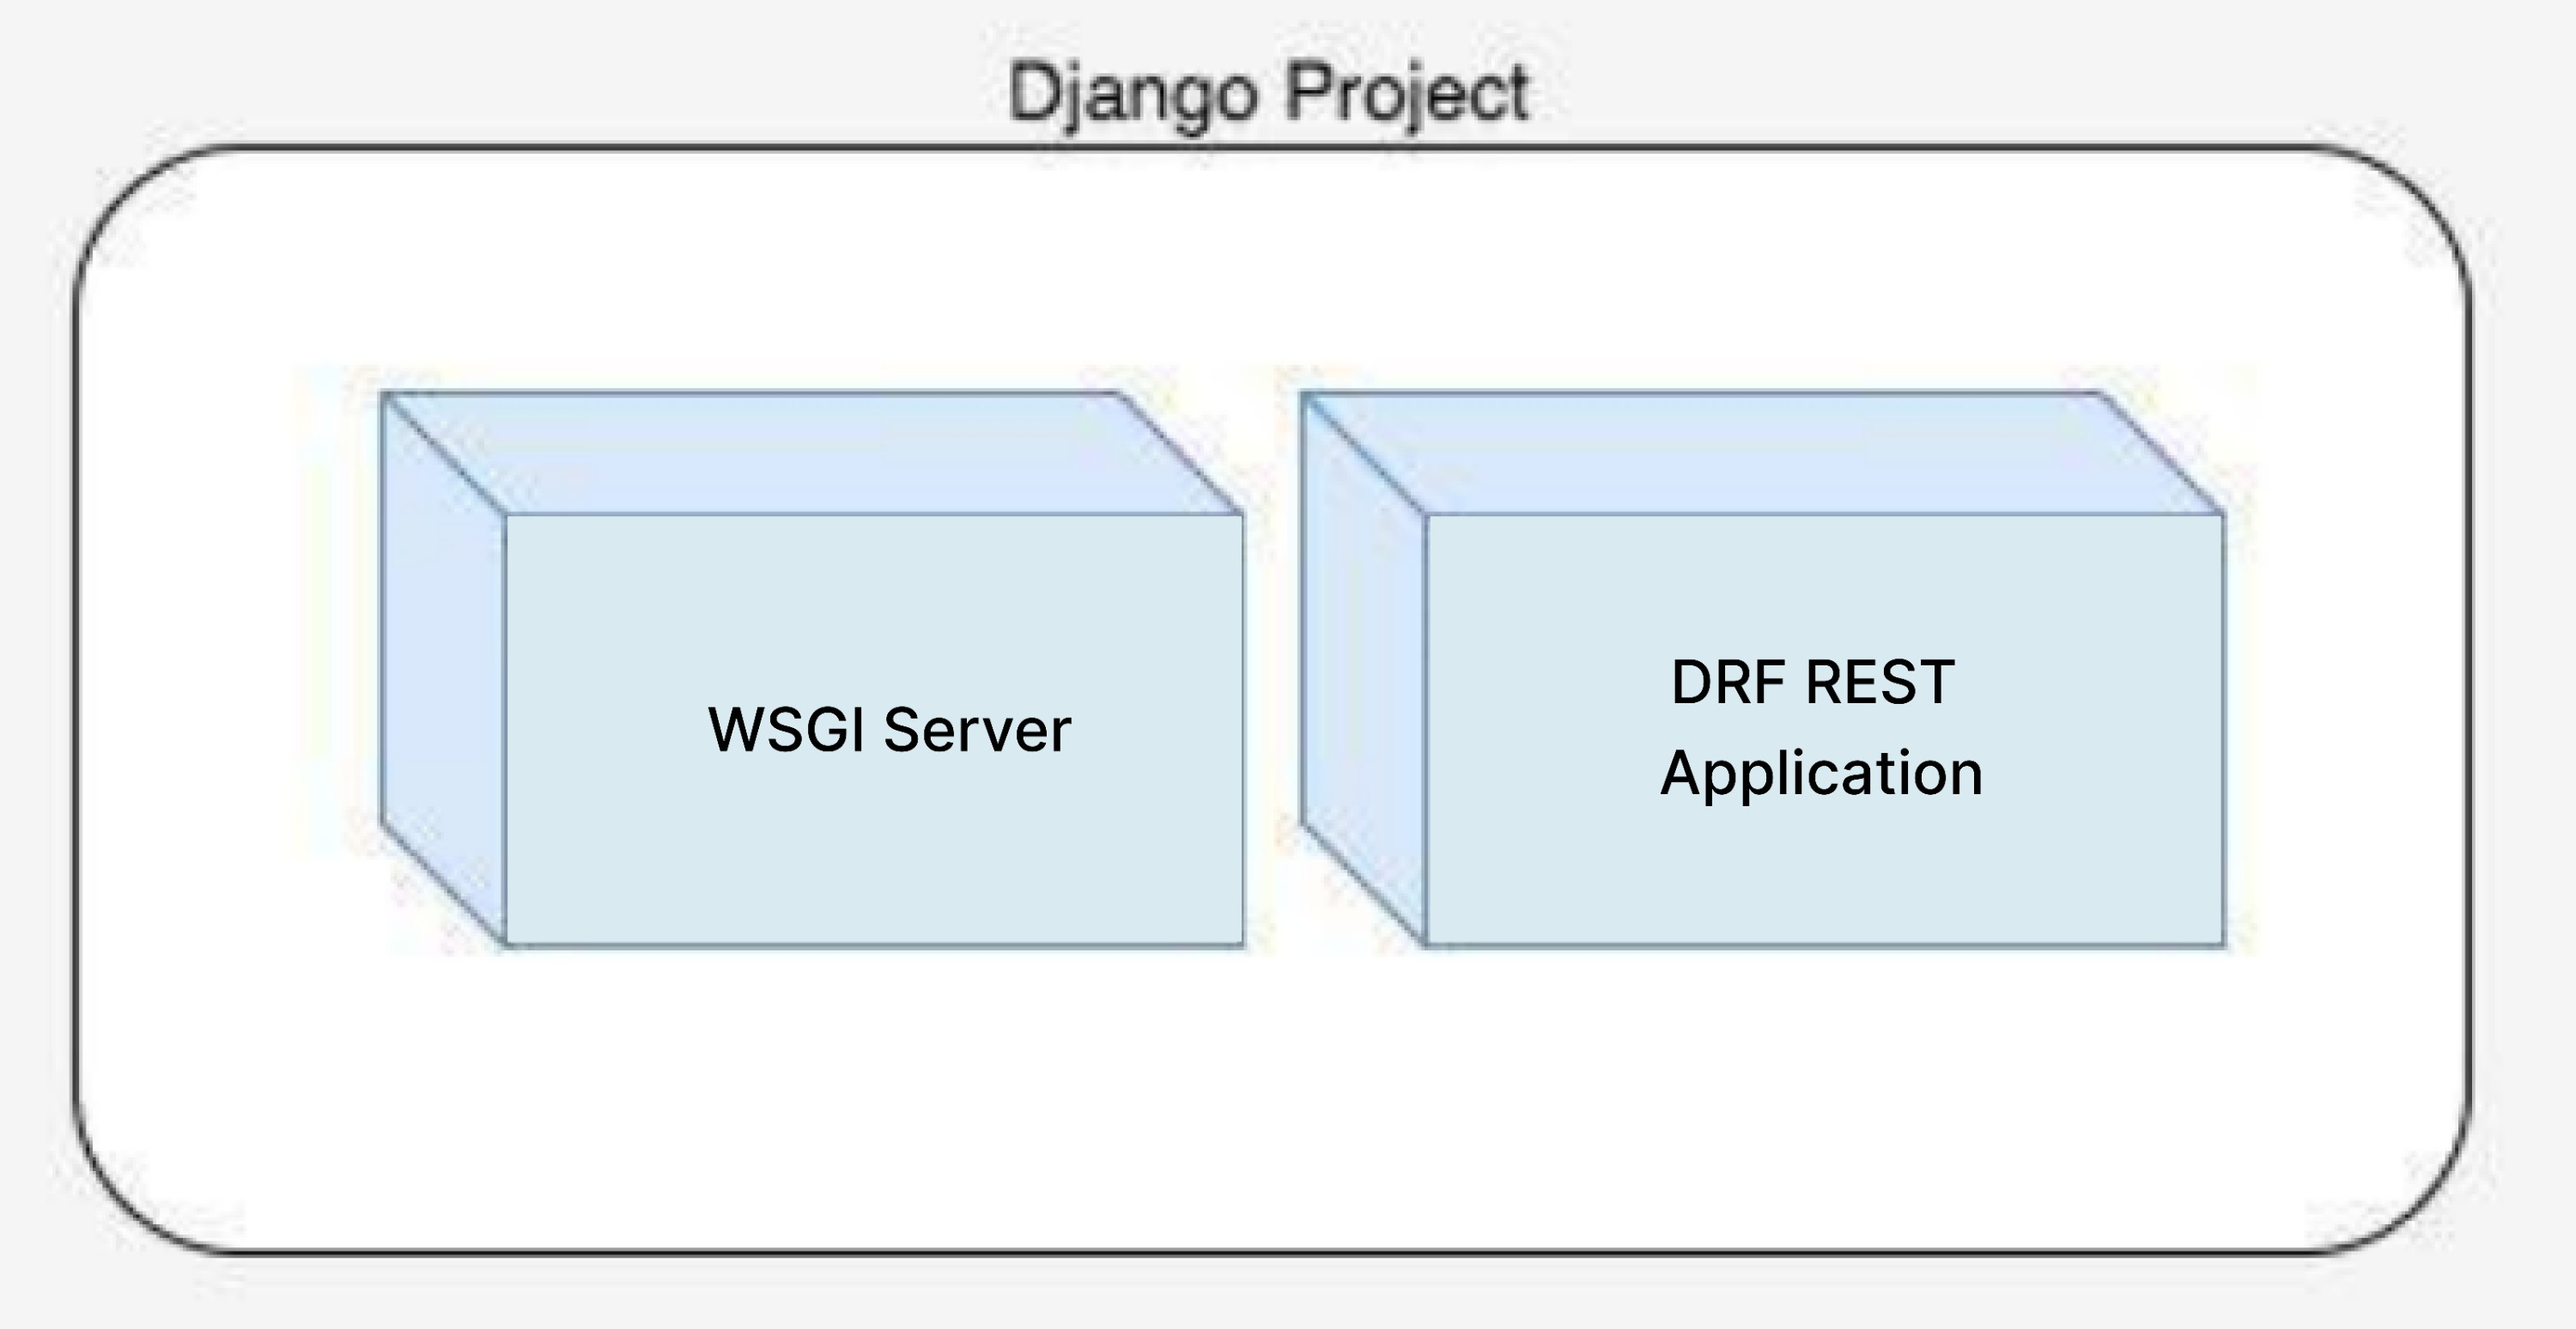 Django Project
WSGI Server
DRF REST
Application